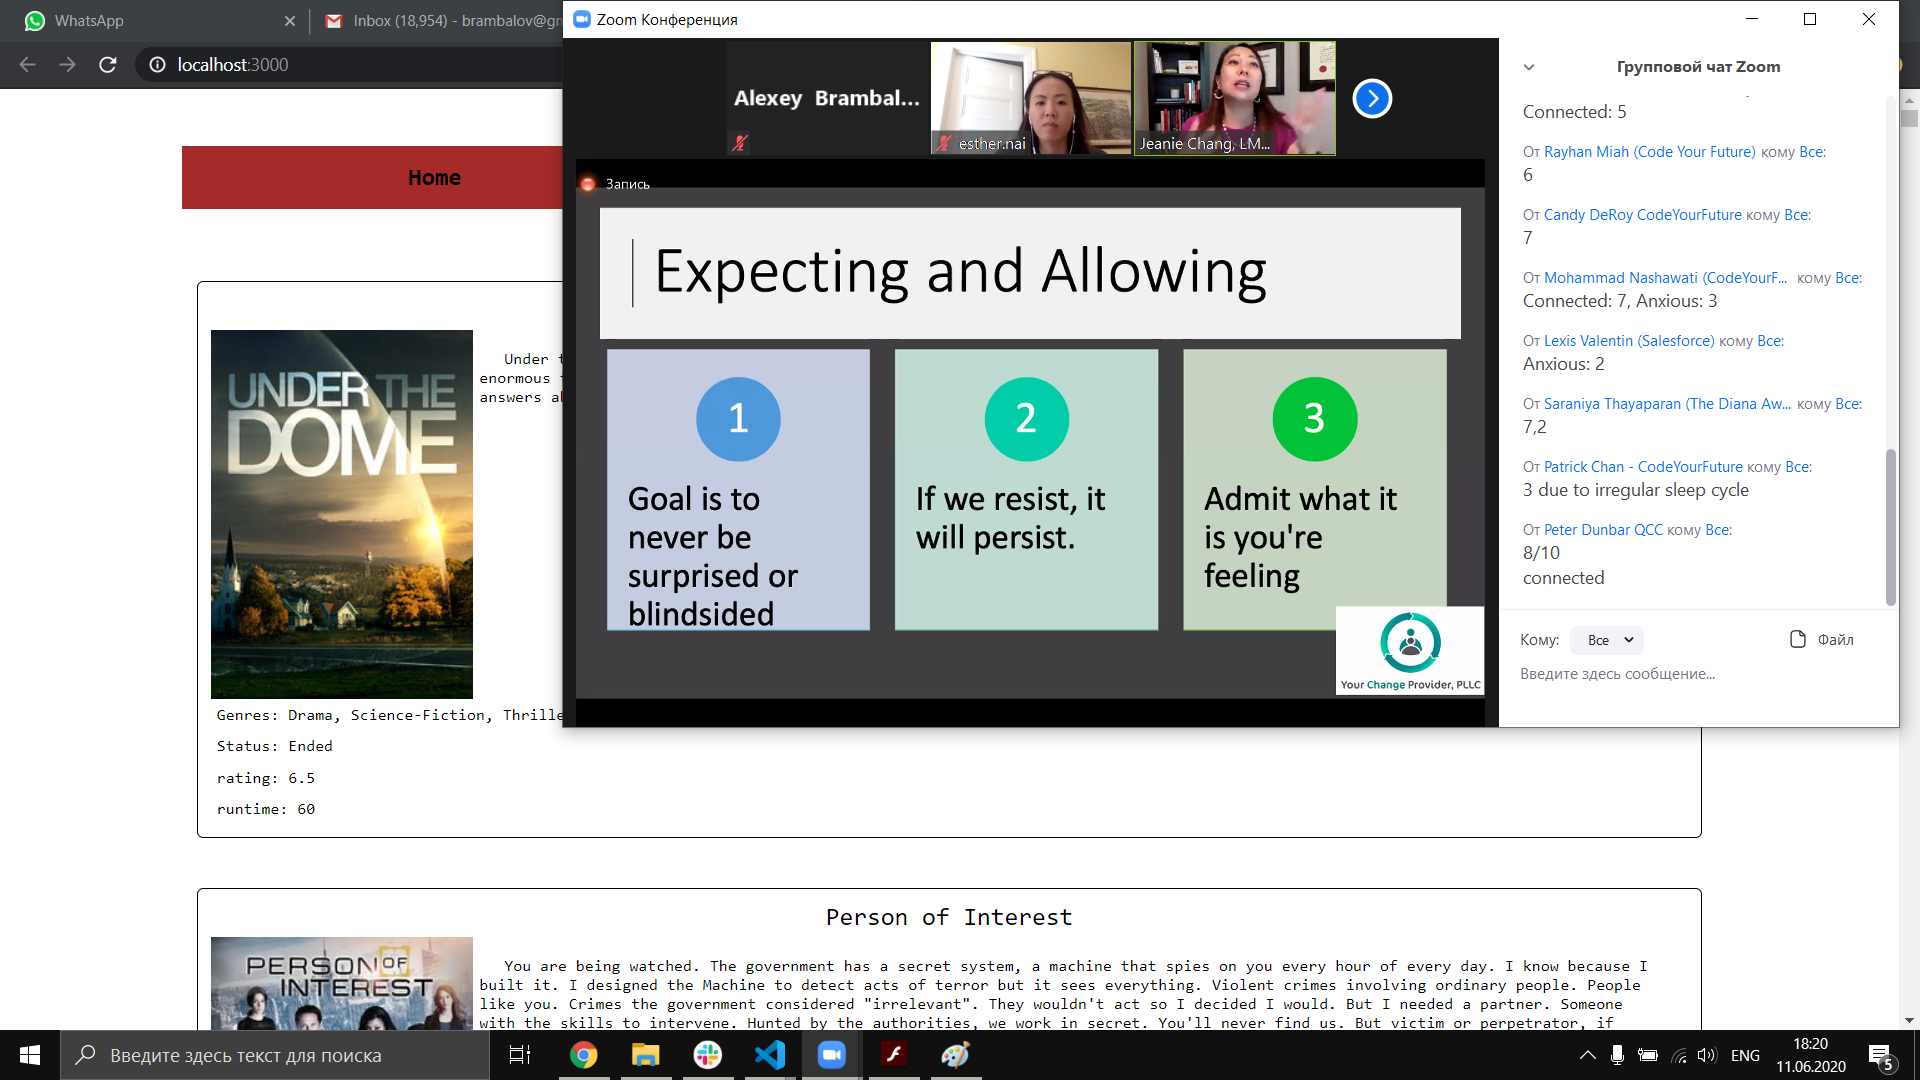 WhatsApp
Inbox (18,954) - brambalov@gm
localhost:3000
Home
UNDER THE
DOME
Under t
enormous
answers ab
Genres: Drama, Science-Fiction, Thrille
Status: Ended
rating: 6.5
runtime: 60
Person of Interest
PERSON OF
INTEREST
You are being watched. The government has a secret system, a machine that spies on you every hour of every day. I know because I
built it. I designed the Machine to detect acts of terror but it sees everything. Violent crimes involving ordinary people. People
like you. Crimes the government considered "irrelevant". They wouldn't act so I decided I would. But I needed a partner. Someone
with the skills to intervene. Hunted by the authorities, we work in secret. You'll never find us. But victim or perpetrator, if
Zoom Конференция
Alexey Brambal...
esther.nai
Jeanie Chang, LM...
Запись
Expecting and Allowing
1
Goal is to
never be
surprised or
blindsided
2
If we resist, it
will persist.
3
Admit what it
is you're
feeling
Your Change Provider, PLLC
Групповой чат Zoom
Connected: 5
От Rayhan Miah (Code Your Future) кому Все:
6
От Candy DeRoy CodeYourFuture кому Все:
7
От Mohammad Nashawati (CodeYourF... кому Все:
Connected: 7, Anxious: 3
От Lexis Valentin (Salesforce) кому Все:
Anxious: 2
От Saraniya Thayaparan (The Diana Aw... кому Все:
7,2
От Patrick Chan - CodeYourFuture кому Все:
3 due to irregular sleep cycle
От Peter Dunbar QCC кому Все:
8/10
connected
Кому: Все
Файл
Введите здесь сообщение...
Введите здесь текст для поиска
ENG
18:20
11.06.2020
5